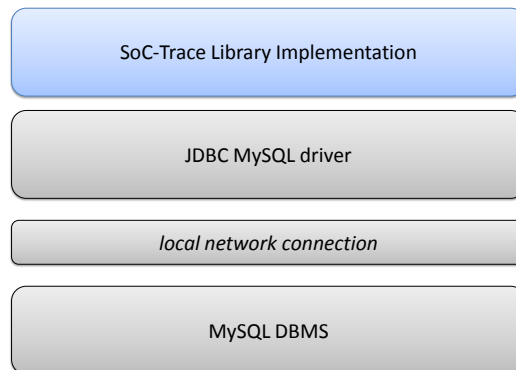 SoC-Trace Library Implementation
JDBC MySQL driver
local network connection
MySQL DBMS